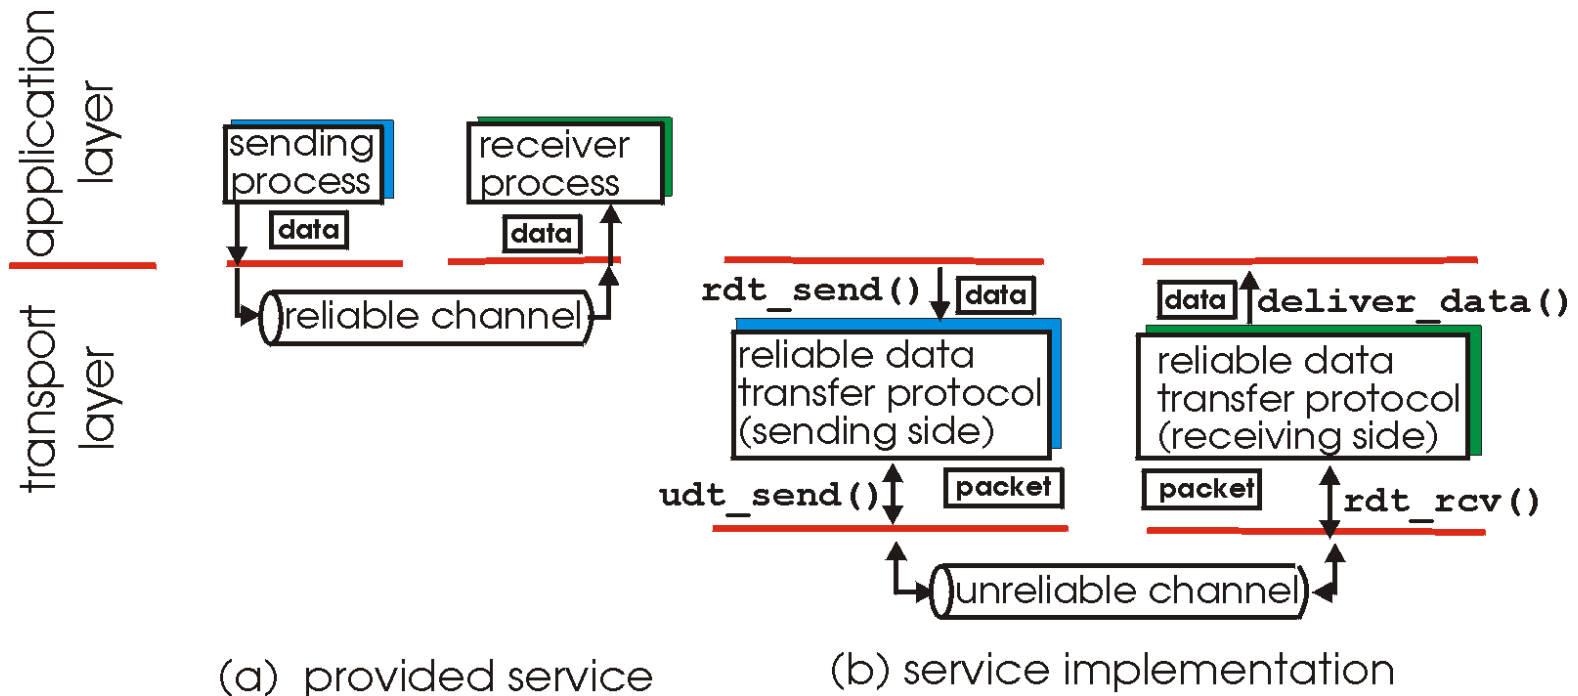 application
layer
transport
layer
sending
process
data
receiver
process
data
reliable channel
(a) provided service
rdt_send()
data
reliable data
transfer protocol
(sending side)
udt_send()
packet
data
deliver_data()
reliable data
transfer protocol
(receiving side)
packet
rdt_rcv()
unreliable channel
(b) service implementation